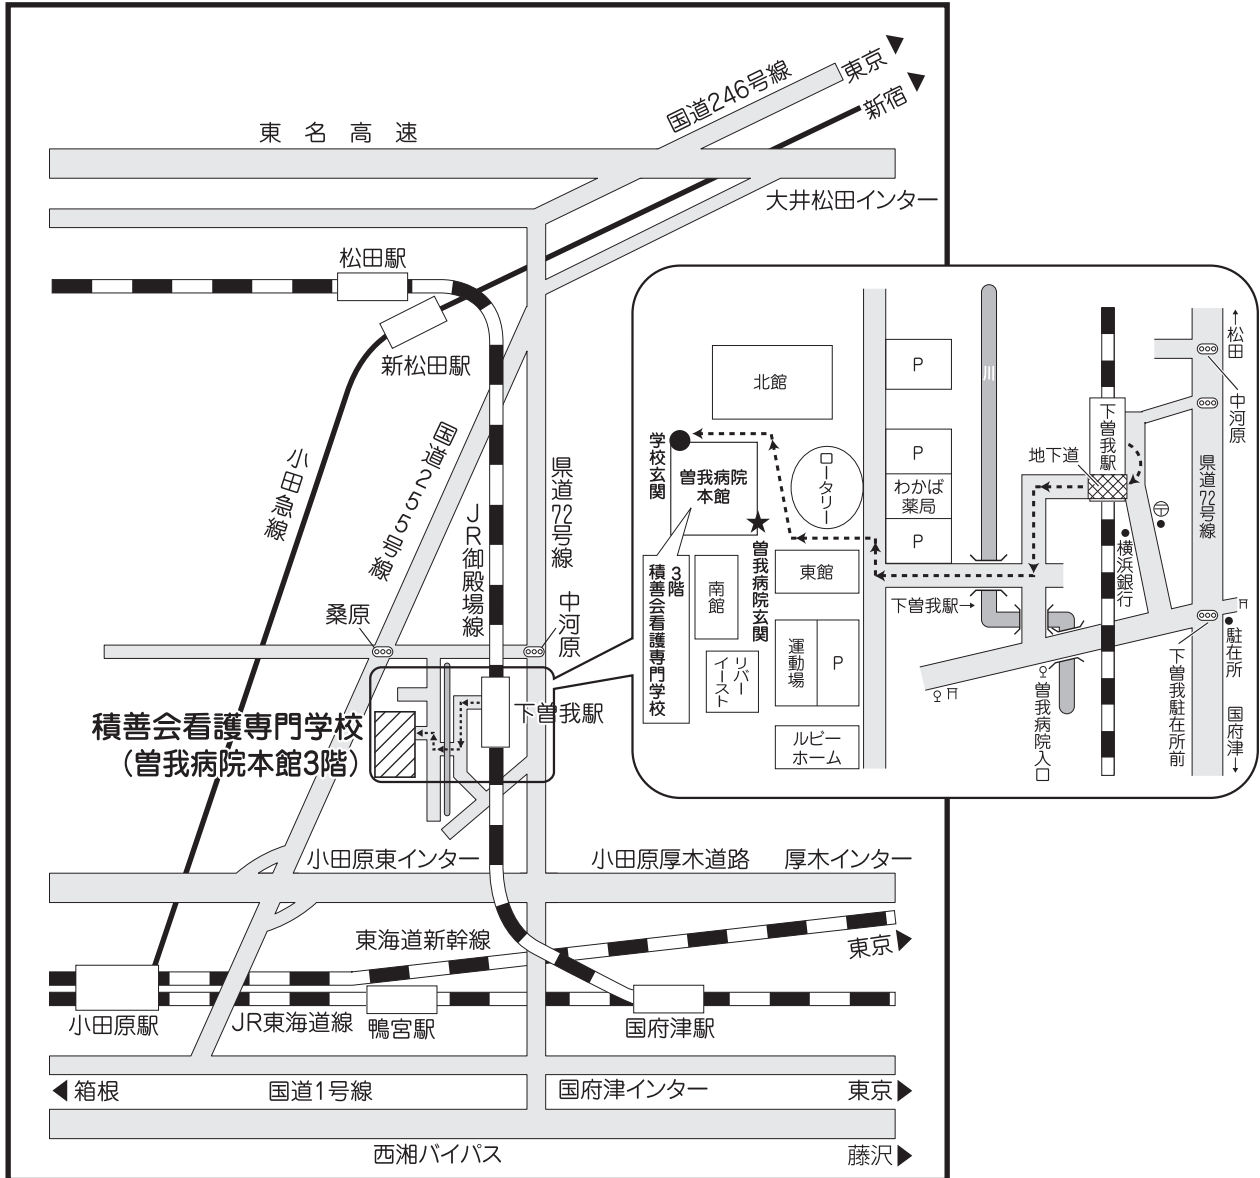 東京
国道246号線
新宿
東名高速
大井松田インター
松田駅
新松田駅
小田急線
国道255号線
JR御殿場線
県道72号線
桑原
中河原
下曽我駅
積善会看護専門学校
(曽我病院本館3階)
小田原東インター
小田原厚木道路
厚木インター
東海道新幹線
東京
小田原駅
JR東海道線
鴨宮駅
国府津駅
箱根
国道1号線
国府津インター
東京
西湘バイパス
藤沢
北館
学校玄関
曽我病院
本館
ロータリー
P
P
わかば
薬局
P
川
3階
積善会看護専門学校
南館
曽我病院玄関
東館
リバー
イースト
運動場
P
ルビー
ホーム
下曽我駅→
地下道
下曽我駅
横浜銀行
〒
曽我病院入口
←松田
中河原
県道72号線
駐在所
下曽我駐在所前
国府津→